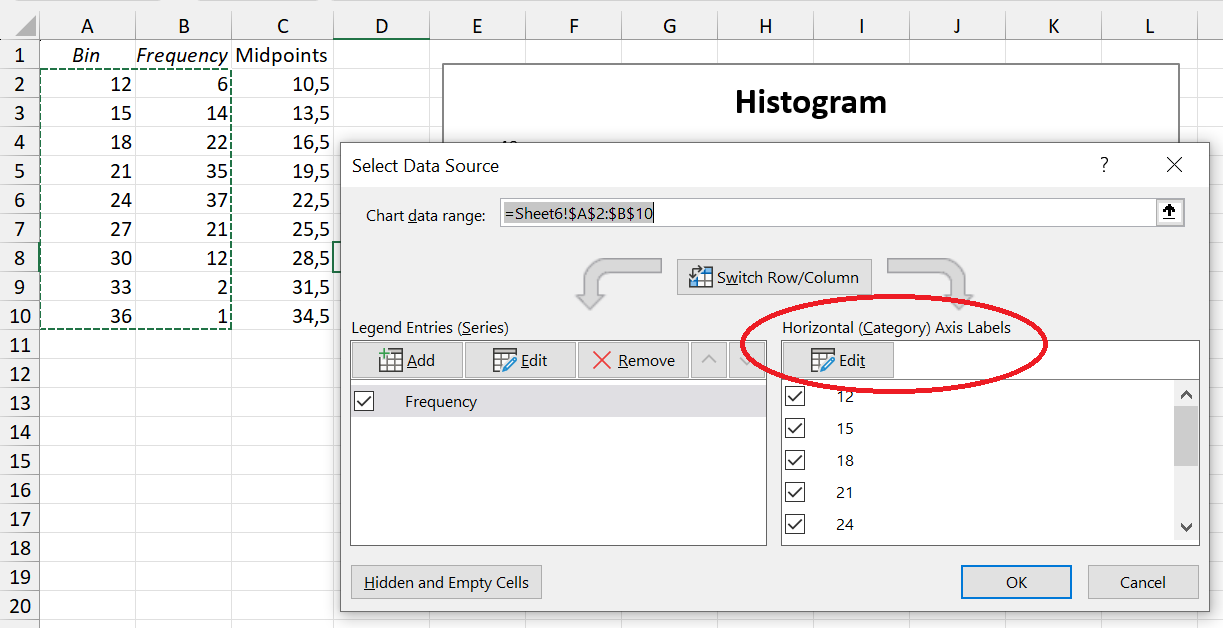 A B C D E F G H I J K L
1 Bin Frequency Midpoints
2 12 6 10,5
3 15 14 13,5
4 18 22 16,5
5 21 35 19,5
6 24 37 22,5
7 27 21 25,5
8 30 12 28,5
9 33 2 31,5
10 36 1 34,5
11
12
13
14
15
16
17
18
19
20
Histogram
Select Data Source
?
Chart data range: =Sheet6!$A$2:$B$10
Switch Row/Column
Legend Entries (Series)
Add Edit Remove
Frequency
Horizontal (Category) Axis Labels
Edit
12
15
18
21
24
Hidden and Empty Cells
OK Cancel